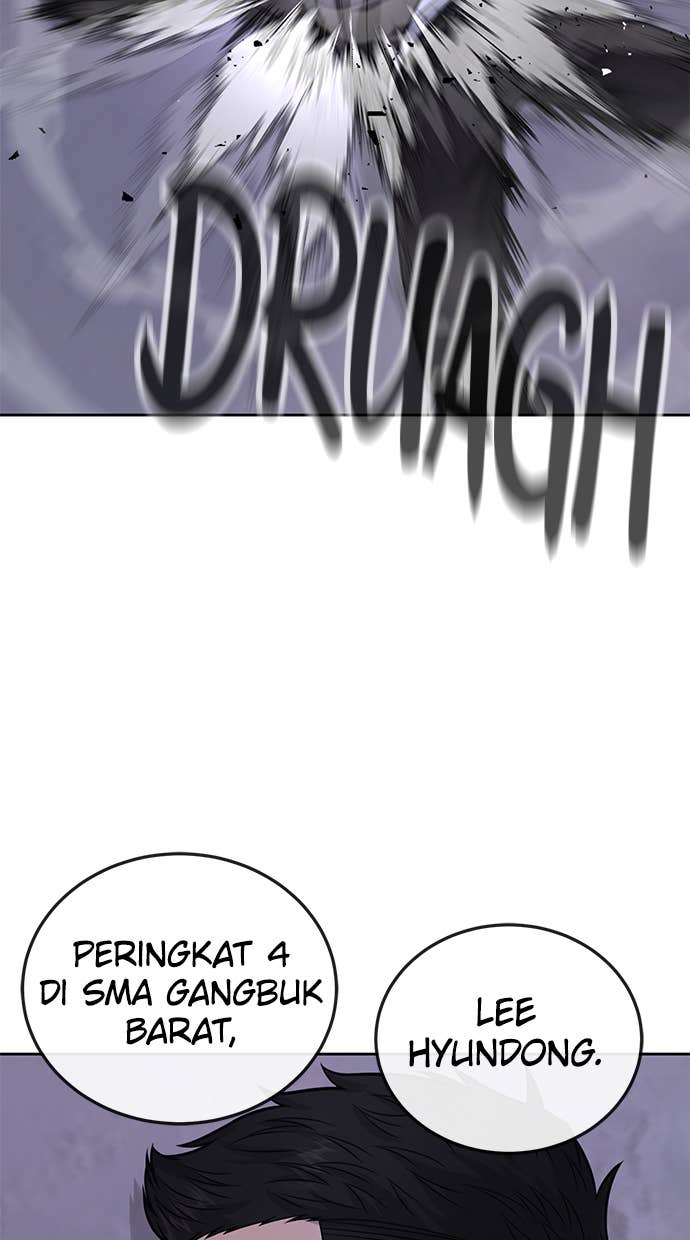 DRUAGH
PERINGKAT 4
DI SMA GANGBUK
BARAT,
LEE
HYUNDONG.